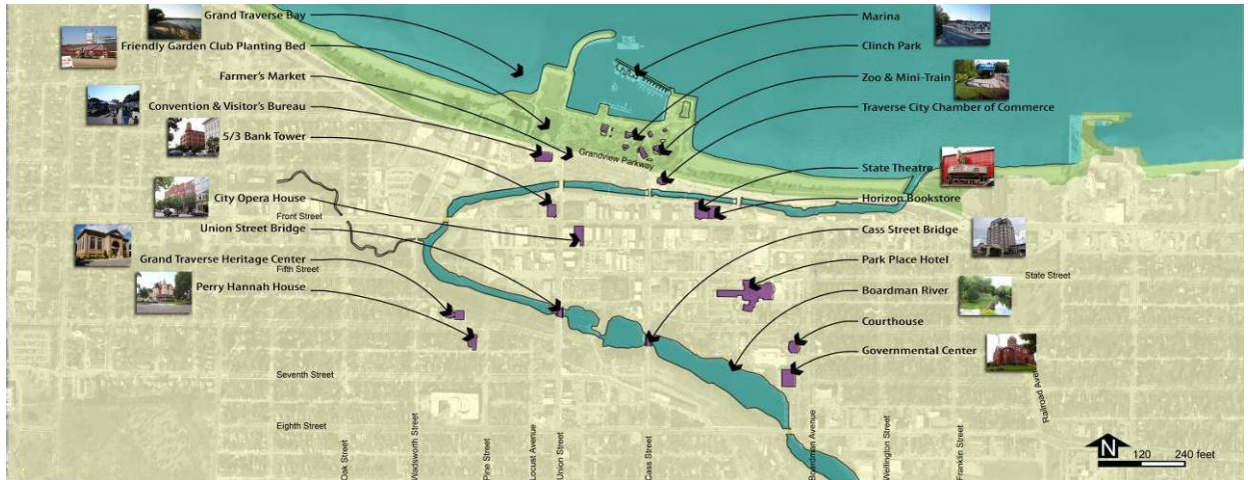 Grand Traverse Bay
Friendly Garden Club Planting Bed
Farmer's Market
Convention & Visitor's Bureau
5/3 Bank Tower
City Opera House
Front Street
Union Street Bridge
Grand Traverse Heritage Center
Fifth Street
Perry Hannah House
Seventh Street
Eighth Street
Marina
Clinch Park
Zoo & Mini-Train
Traverse City Chamber of Commerce
Grandview Parkway
State Theatre
Horizon Bookstore
Cass Street Bridge
Park Place Hotel
State Street
Boardman River
Courthouse
Governmental Center
Oak Street
Wadsworth Street
Pine Street
Locust Avenue
Union Street
Cass Street
Boardman Avenue
Wellington Street
Franklin Street
N
120 240 feet